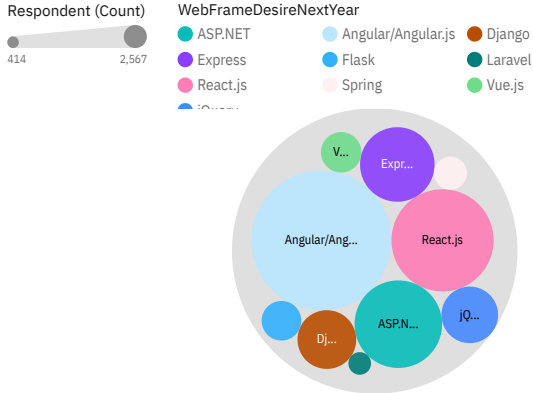 Respondent (Count)
414
2,567
WebFrameDesireNextYear
ASP.NET
Angular/Angular.js
Django
Express
Flask
Laravel
React.js
Spring
Vue.js
jQuery
V...
Expr...
Angular/Ang...
React.js
jQ...
ASP.N...
Dj...